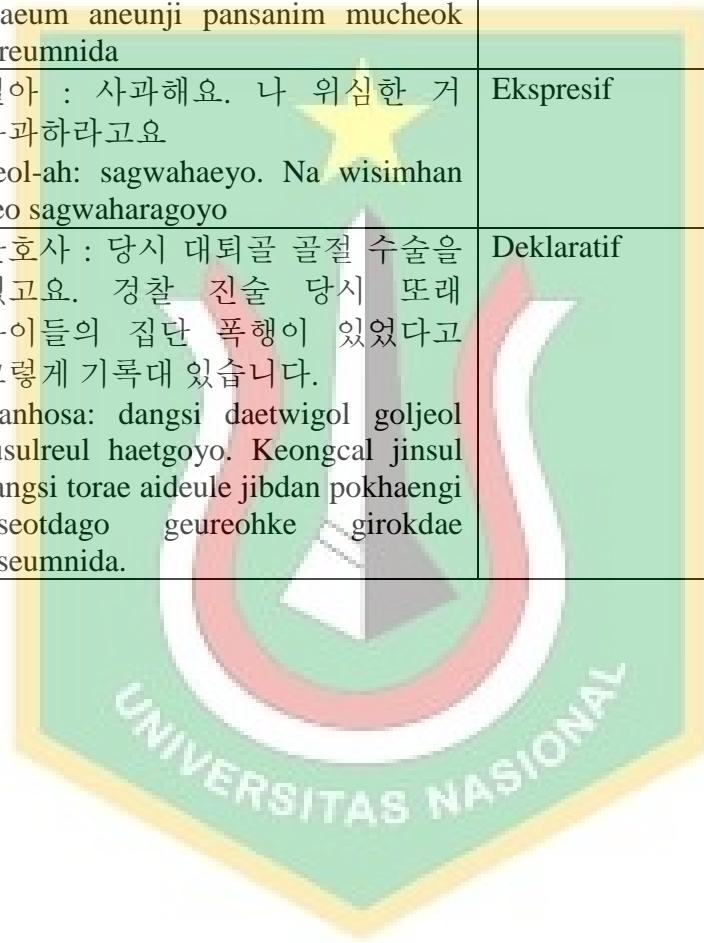 aeum aneunji pansanim mucheok
reumnida
아 : 사과해요. 나 위심한 거
과하라고요
eol-ah: sagwahaeyo. Na wisimhan
eo sagwaharagoyo
Ekspresif
호사 : 당시 대퇴골 골절 수술을
고요. 경찰 진술 당시 또래
이들의 집단 폭행이 있었다고
렇게 기록대 있습니다.
anhosa: dangsi daetwigol goljeol
usulreul haetgoyo. Keongcal jinsul
angsi torae aideule jibdan pokhaengi
seotdago geureohke girokdae
seumnida.
Deklaratif
UNIVERSITAS NASIONAL